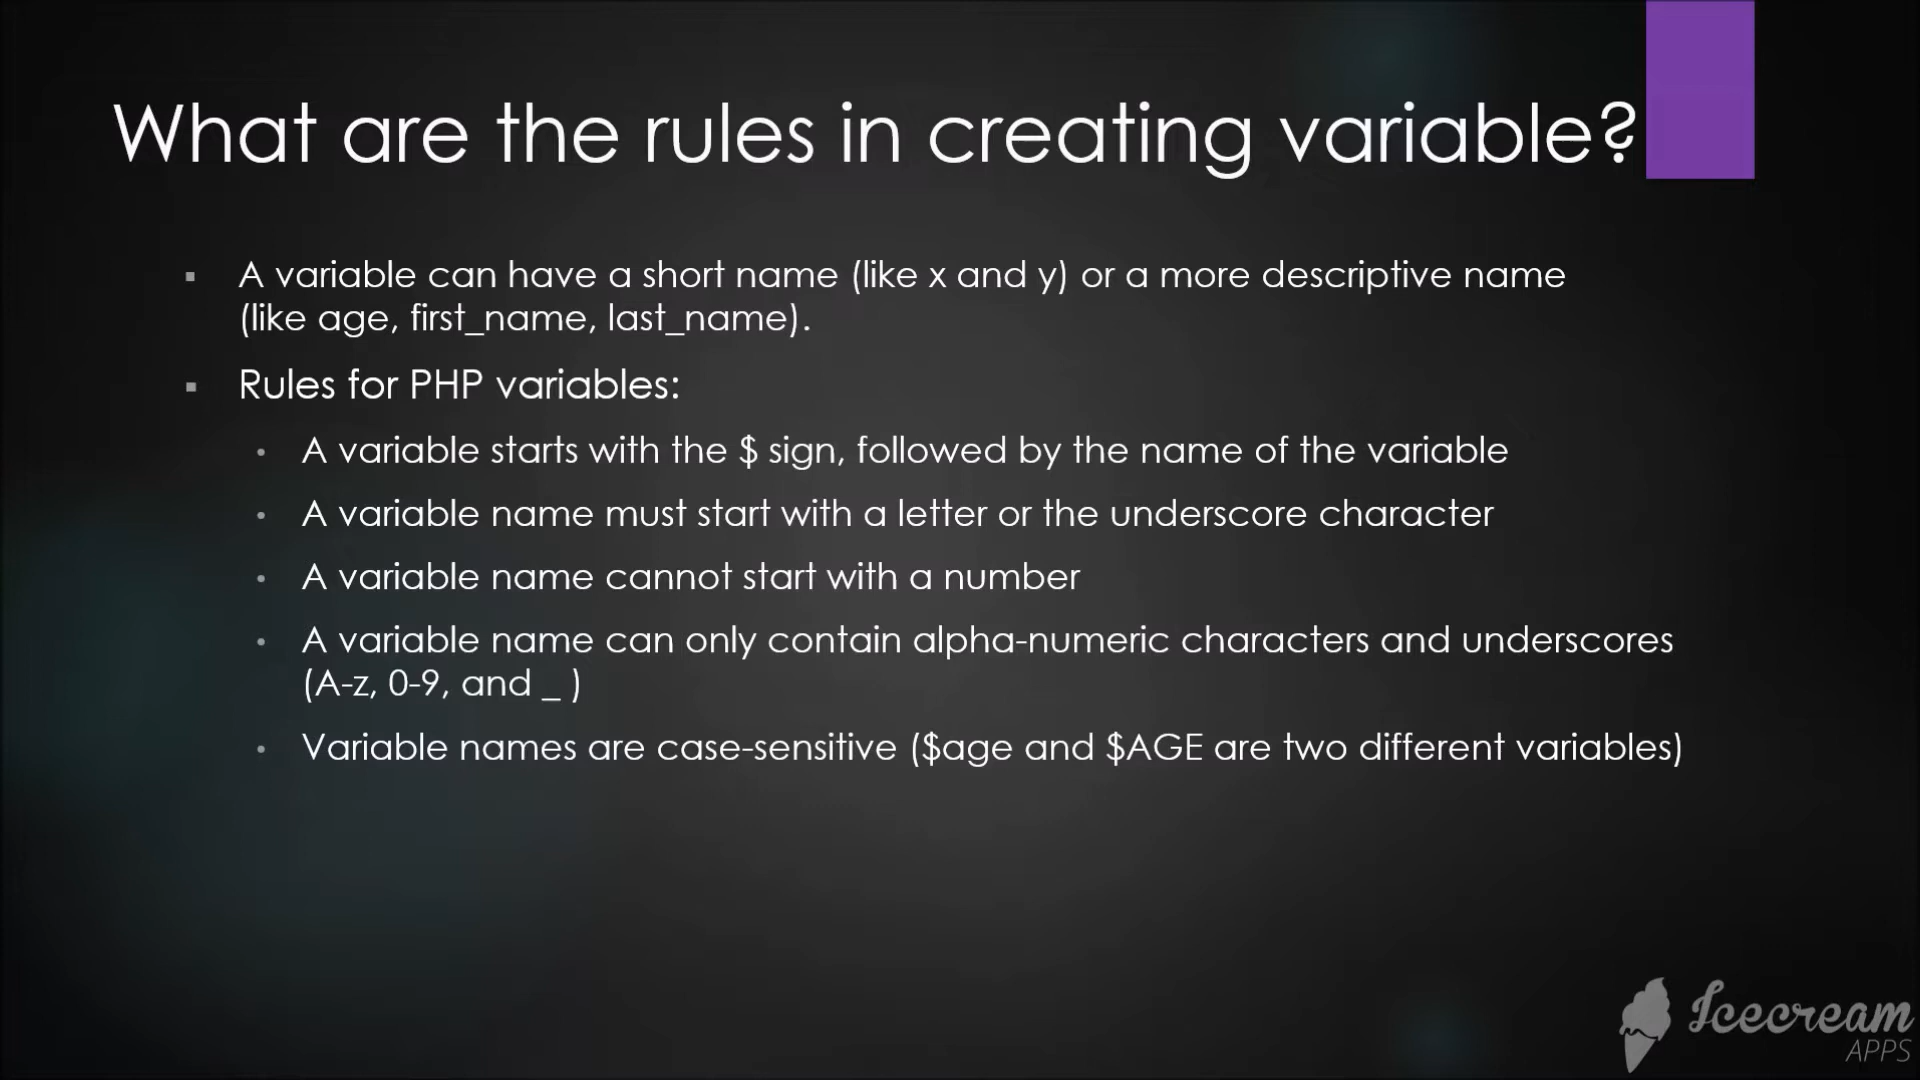 What are the rules in creating variable?
A variable can have a short name (like x and y) or a more descriptive name
(like age, first_name, last_name).
Rules for PHP variables:
A variable starts with the $ sign, followed by the name of the variable
A variable name must start with a letter or the underscore character
A variable name cannot start with a number
A variable name can only contain alpha-numeric characters and underscores
(A-z, 0-9, and _ )
Variable names are case-sensitive ($age and $AGE are two different variables)
Icecream
APPS